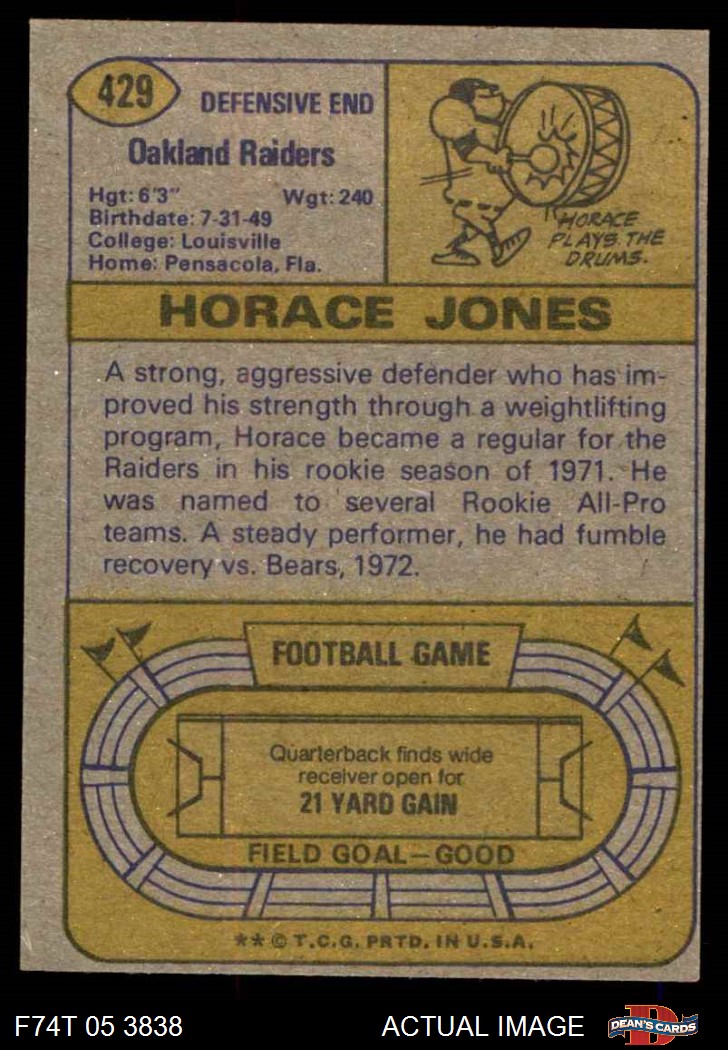 429
DEFENSIVE END
Oakland Raiders
Hgt: 6'3" Wgt: 240
Birthdate: 7-31-49
College: Louisville
Home: Pensacola, Fla.
HORACE
PLAYS THE
DRUMS.
HORACE JONES
A strong, aggressive defender who has im-
proved his strength through a weightlifting
program, Horace became a regular for the
Raiders in his rookie season of 1971. He
was named to several Rookie All-Pro
teams. A steady performer, he had fumble
recovery vs. Bears, 1972.
FOOTBALL GAME
Quarterback finds wide
receiver open for
21 YARD GAIN
FIELD GOAL—GOOD
** © T.C.G. PRTD. IN U.S.A.
F74T 05 3838 ACTUAL IMAGE
D
DEAN'S CARDS